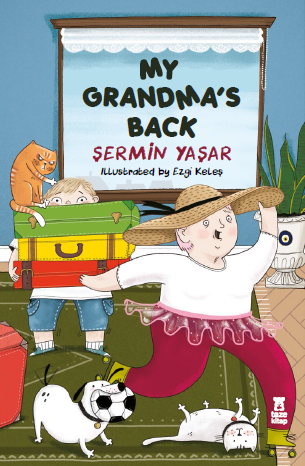 MY
GRANDMA'S
BACK
ŞERMİN YAŞAR
Illustrated by Ezgi Keleş
taze
kitap